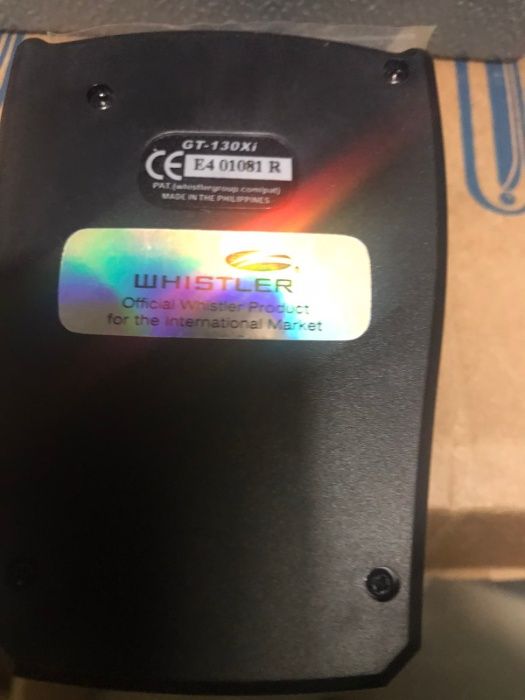 GT-130Xi
CE E4 01081 R
PAT.(whistlergroup.com/pat)
MADE IN THE PHILIPPINES
WHISTLER
Official Whistler Product
for the International Market